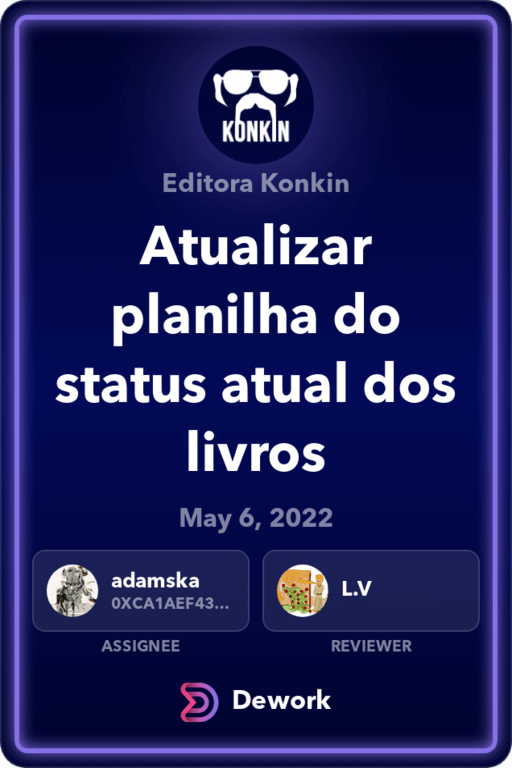 KONKIN
Editora Konkin
Atualizar
planilha do
status atual dos
livros
May 6, 2022
adamska
0XCA1AEF43...
L.V
ASSIGNEE
REVIEWER
Dework